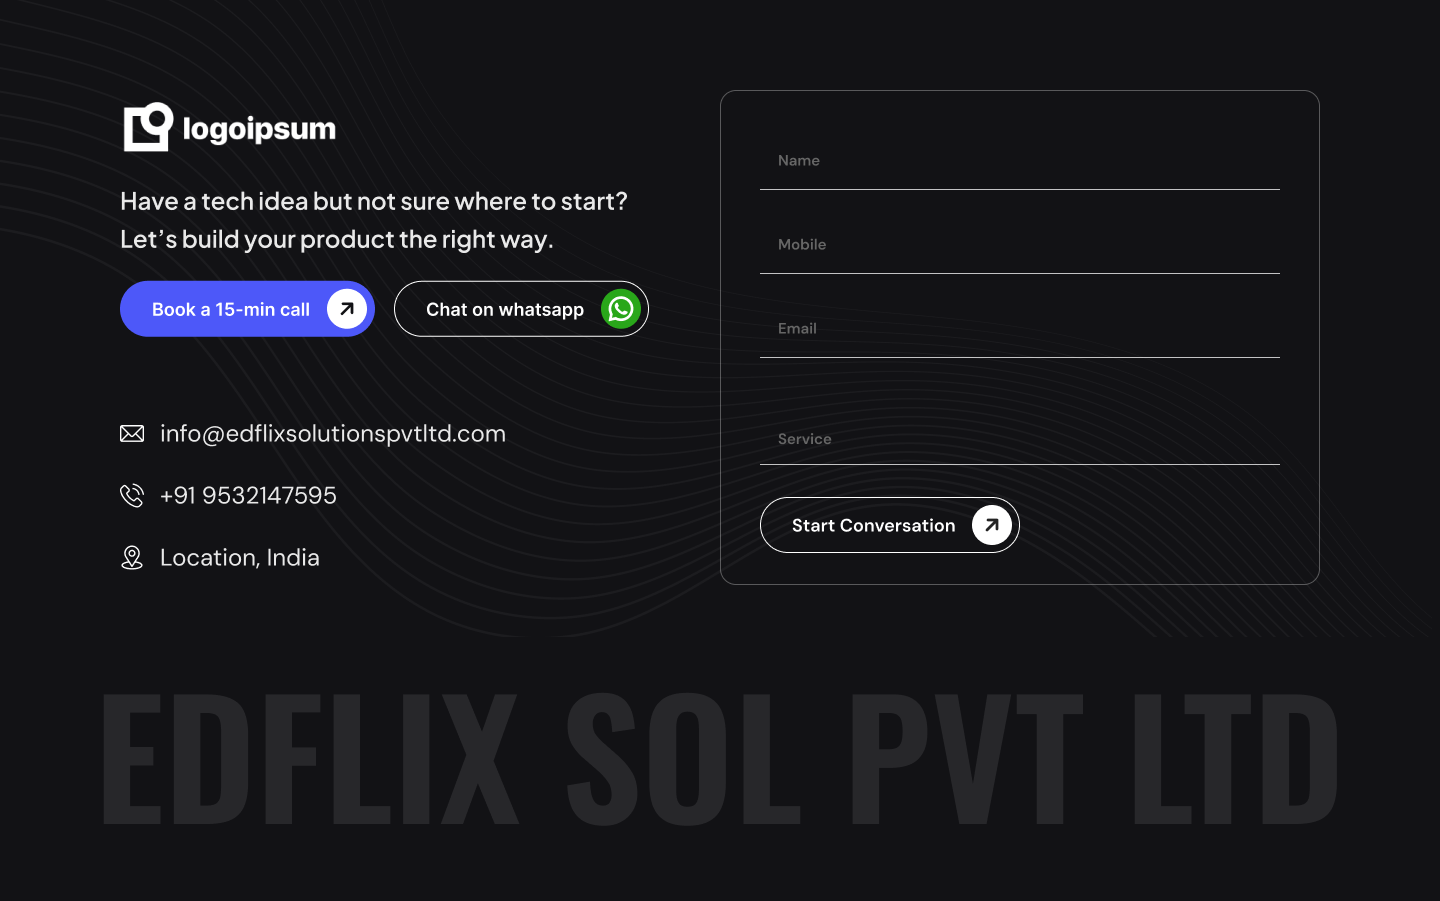 logoipsum
Have a tech idea but not sure where to start?
Let’s build your product the right way.
Book a 15-min call
Chat on whatsapp
info@edflixsolutionspvtltd.com
+91 9532147595
Location, India
Name
Mobile
Email
Service
Start Conversation
EDFLIX SOL PVT LTD